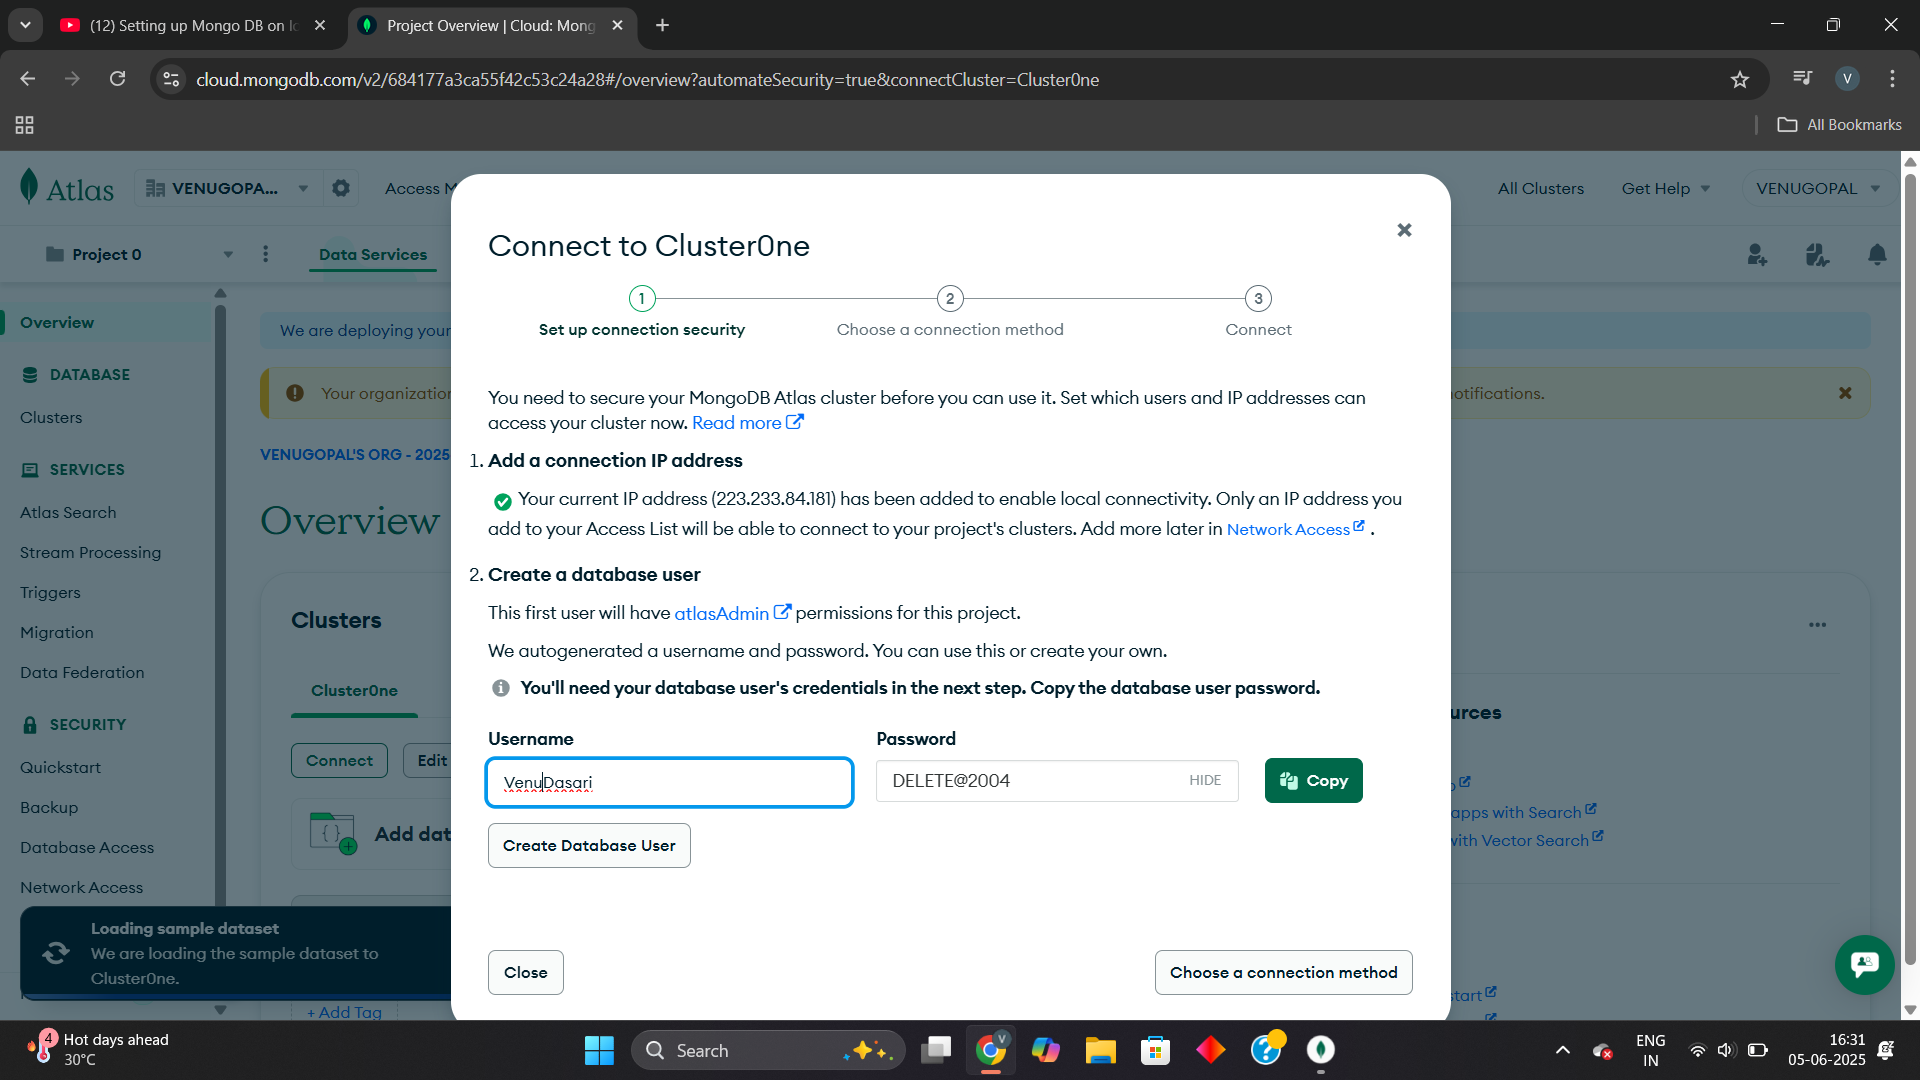 (12) Setting up Mongo DB on lo
Project Overview | Cloud: Mong
cloud.mongodb.com/v2/684177a3ca55f42c53c24a28#/overview?automateSecurity=true&connectCluster=Cluster0ne
V
All Bookmarks
Atlas
VENUGOPA...
Access M
All Clusters
Get Help
VENUGOPAL
Project 0
Data Services
Overview
DATABASE
Clusters
SERVICES
Atlas Search
Stream Processing
Triggers
Migration
Data Federation
SECURITY
Quickstart
Backup
Database Access
Network Access
We are deploying your
Your organization
otifications.
VENUGOPAL'S ORG - 2025
Overview
Clusters
Cluster0ne
Connect
Edit
Add dat
+ Add Tag
urces
apps with Search
with Vector Search
start
Loading sample dataset
We are loading the sample dataset to
Cluster0ne.
Connect to Cluster0ne
1
2
3
Set up connection security
Choose a connection method
Connect
You need to secure your MongoDB Atlas cluster before you can use it. Set which users and IP addresses can
access your cluster now. Read more
1. Add a connection IP address
Your current IP address (223.233.84.181) has been added to enable local connectivity. Only an IP address you
add to your Access List will be able to connect to your project's clusters. Add more later in Network Access .
2. Create a database user
This first user will have atlasAdmin permissions for this project.
We autogenerated a username and password. You can use this or create your own.
You'll need your database user's credentials in the next step. Copy the database user password.
Username
Password
VenuDasari
DELETE@2004
HIDE
Copy
Create Database User
Close
Choose a connection method
4
Hot days ahead
30°C
Search
V
ENG
IN
16:31
05-06-2025